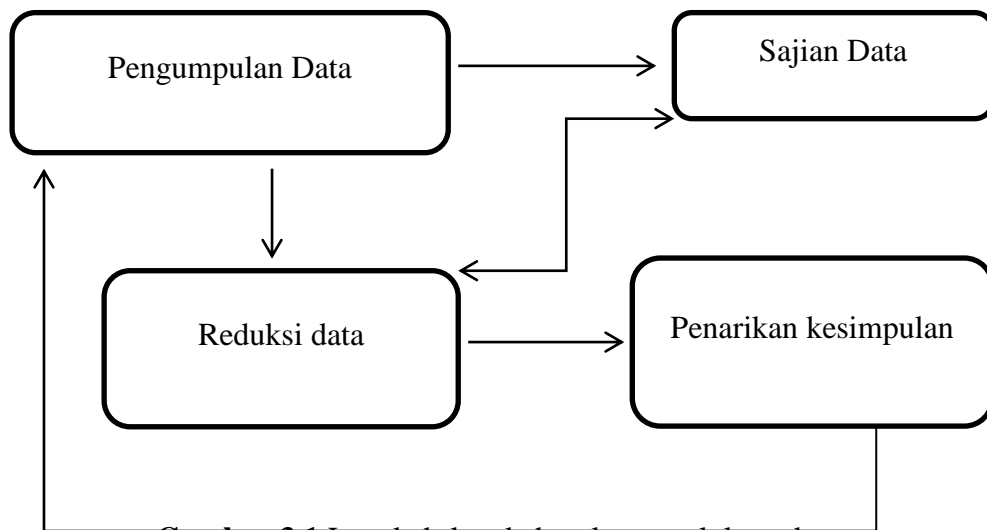 Pengumpulan Data
Sajian Data
Reduksi data
Penarikan kesimpulan